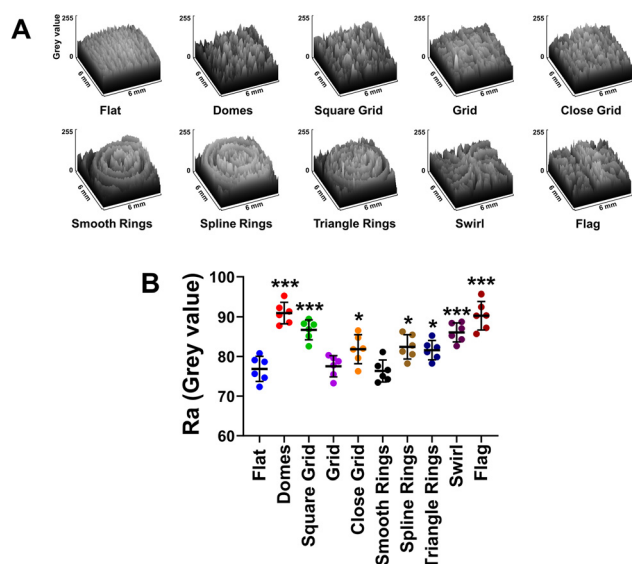 A
Grey value
255
0
6 mm
6 mm
Flat
255
0
6 mm
6 mm
Domes
255
0
6 mm
6 mm
Square Grid
255
0
6 mm
6 mm
Grid
255
0
6 mm
6 mm
Close Grid
255
0
6 mm
6 mm
Smooth Rings
255
0
6 mm
6 mm
Spline Rings
255
0
6 mm
6 mm
Triangle Rings
255
0
6 mm
6 mm
Swirl
255
0
6 mm
6 mm
Flag
B
Ra (Grey value)
100
90
80
70
60
***
***
*
*
*
***
***
Flat
Domes
Square Grid
Grid
Close Grid
Smooth Rings
Spline Rings
Triangle Rings
Swirl
Flag